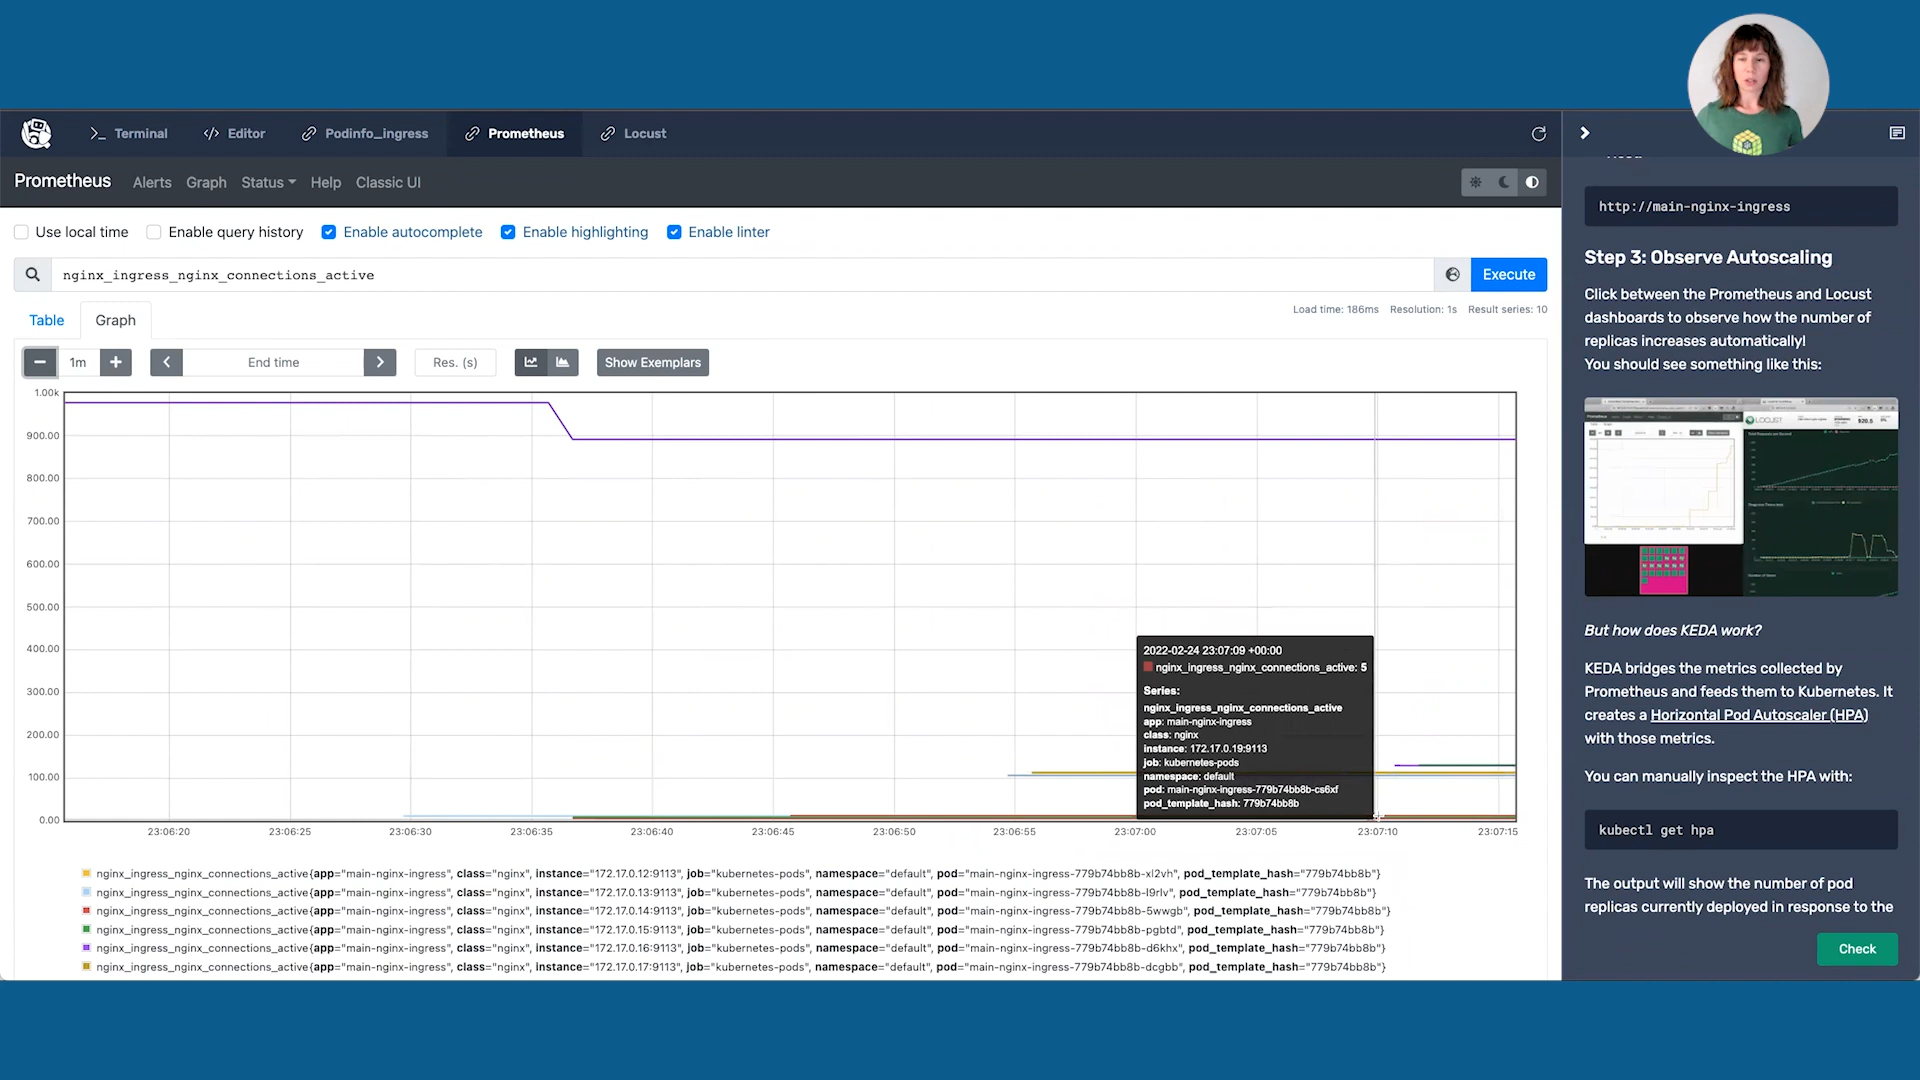 Terminal
Editor
Podinfo_ingress
Prometheus
Locust
Prometheus
Alerts
Graph
Status
Help
Classic UI
Use local time
Enable query history
Enable autocomplete
Enable highlighting
Enable linter
nginx_ingress_nginx_connections_active
Execute
Load time: 186ms Resolution: 1s Result series: 10
Table
Graph
1m
End time
Res. (s)
Show Exemplars
1.00k
900.00
800.00
700.00
600.00
500.00
400.00
300.00
200.00
100.00
0.00
23:06:20
23:06:25
23:06:30
23:06:35
23:06:40
23:06:45
23:06:50
23:06:55
23:07:00
23:07:05
23:07:10
23:07:15
2022-02-24 23:07:09 +00:00
nginx_ingress_nginx_connections_active: 5
Series:
nginx_ingress_nginx_connections_active
app: main-nginx-ingress
class: nginx
instance: 172.17.0.19:9113
job: kubernetes-pods
namespace: default
pod: main-nginx-ingress-779b74bb8b-cs6xf
pod_template_hash: 779b74bb8b
nginx_ingress_nginx_connections_active{app="main-nginx-ingress", class="nginx", instance="172.17.0.12:9113", job="kubernetes-pods", namespace="default", pod="main-nginx-ingress-779b74bb8b-xl2vh", pod_template_hash="779b74bb8b"}
nginx_ingress_nginx_connections_active{app="main-nginx-ingress", class="nginx", instance="172.17.0.13:9113", job="kubernetes-pods", namespace="default", pod="main-nginx-ingress-779b74bb8b-l9rlv", pod_template_hash="779b74bb8b"}
nginx_ingress_nginx_connections_active{app="main-nginx-ingress", class="nginx", instance="172.17.0.14:9113", job="kubernetes-pods", namespace="default", pod="main-nginx-ingress-779b74bb8b-5wwgb", pod_template_hash="779b74bb8b"}
nginx_ingress_nginx_connections_active{app="main-nginx-ingress", class="nginx", instance="172.17.0.15:9113", job="kubernetes-pods", namespace="default", pod="main-nginx-ingress-779b74bb8b-pgbtd", pod_template_hash="779b74bb8b"}
nginx_ingress_nginx_connections_active{app="main-nginx-ingress", class="nginx", instance="172.17.0.16:9113", job="kubernetes-pods", namespace="default", pod="main-nginx-ingress-779b74bb8b-d6khx", pod_template_hash="779b74bb8b"}
nginx_ingress_nginx_connections_active{app="main-nginx-ingress", class="nginx", instance="172.17.0.17:9113", job="kubernetes-pods", namespace="default", pod="main-nginx-ingress-779b74bb8b-dcgbb", pod_template_hash="779b74bb8b"}
http://main-nginx-ingress
Step 3: Observe Autoscaling
Click between the Prometheus and Locust
dashboards to observe how the number of
replicas increases automatically!
You should see something like this:
LOCUST
But how does KEDA work?
KEDA bridges the metrics collected by
Prometheus and feeds them to Kubernetes. It
creates a Horizontal Pod Autoscaler (HPA)
with those metrics.
You can manually inspect the HPA with:
kubectl get hpa
The output will show the number of pod
replicas currently deployed in response to the
Check